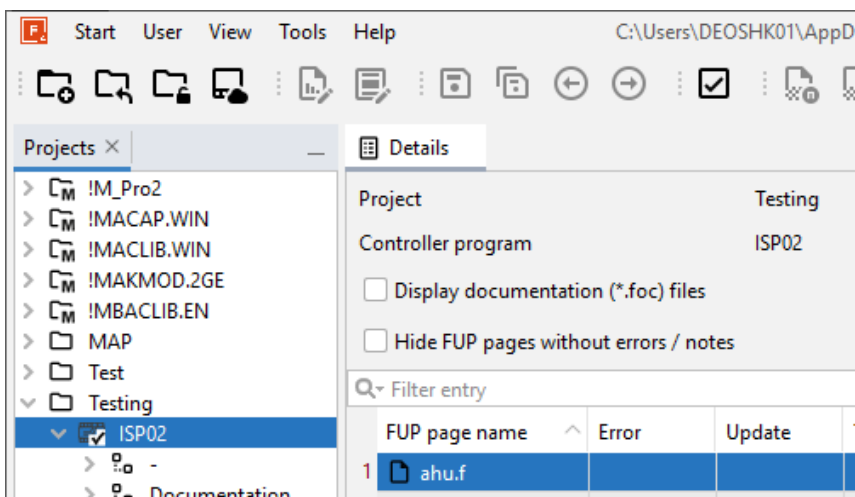 Start User View Tools Help C:\Users\DEOSHK01\AppD
Projects
Details
!M_Pro2
!MACAP.WIN
!MACLIB.WIN
!MAKMOD.2GE
!MBACLIB.EN
MAP
Test
Testing
ISP02
-
Documentation
Project Testing
Controller program ISP02
Display documentation (*.foc) files
Hide FUP pages without errors / notes
Filter entry
FUP page name Error Update
1 ahu.f